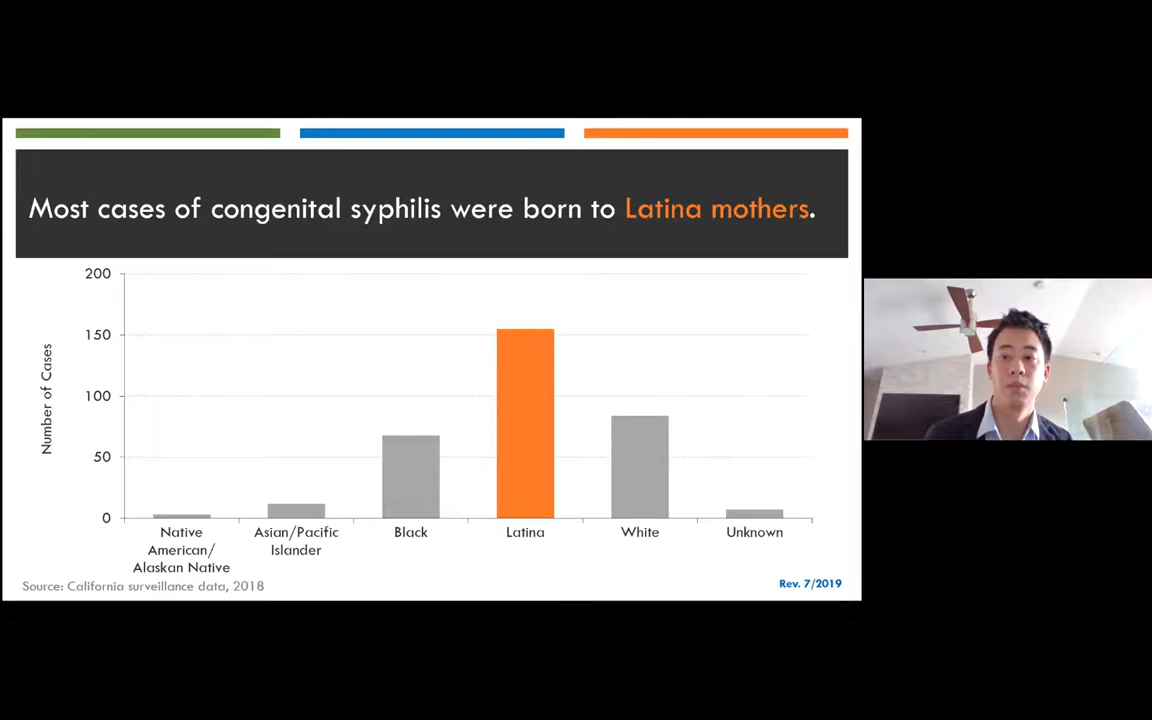 Most cases of congenital syphilis were born to Latina mothers.
200
150
100
50
0
Number of Cases
Native
American/
Alaskan Native
Asian/Pacific
Islander
Black
Latina
White
Unknown
Source: California surveillance data, 2018
Rev. 7/2019